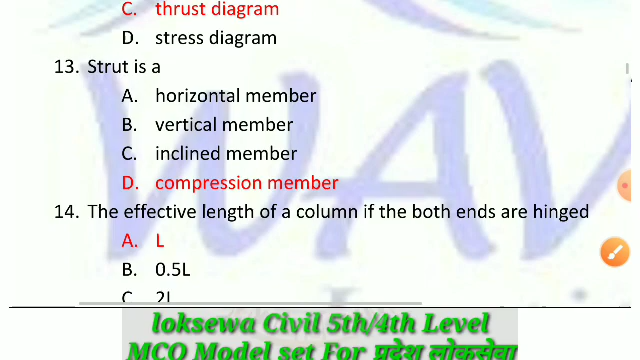 C. thrust diagram
D. stress diagram
13. Strut is a
A. horizontal member
B. vertical member
C. inclined member
D. compression member
14. The effective length of a column if the both ends are hinged
A. L
B. 0.5L
C 2L
WAV
loksewa Civil 5th/4th Level
MCQ Model set For प्रदेश लोकसेवा